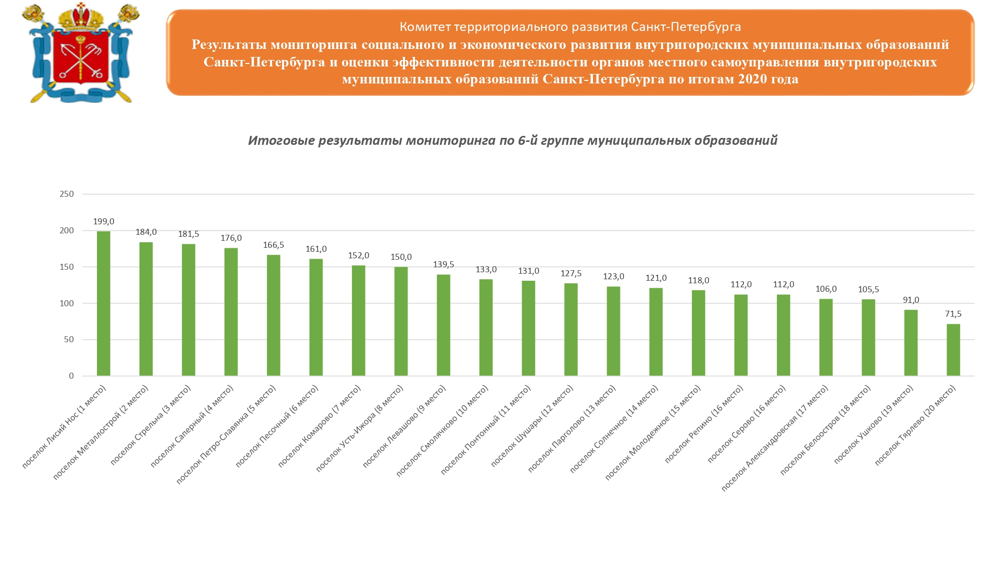 Комитет территориального развития Санкт-Петербурга
Результаты мониторинга социального и экономического развития внутригородских муниципальных образований
Санкт-Петербурга и оценки эффективности деятельности органов местного самоуправления внутригородских
муниципальных образований Санкт-Петербурга по итогам 2020 года
Итоговые результаты мониторинга по 6-й группе муниципальных образований
250
200
150
100
50
0
199,0
184,0
181,5
176,0
166,5
161,0
152,0
150,0
139,5
133,0
131,0
127,5
123,0
121,0
118,0
112,0
112,0
106,0
105,5
91,0
71,5
поселок Лисий Нос (1 место)
поселок Металлострой (2 место)
поселок Стрельна (3 место)
поселок Саперный (4 место)
поселок Петро-Славянка (5 место)
поселок Песочный (6 место)
поселок Комарово (7 место)
поселок Усть-Ижора (8 место)
поселок Левашово (9 место)
поселок Смолячково (10 место)
поселок Понтонный (11 место)
поселок Шушары (12 место)
поселок Парголово (13 место)
поселок Солнечное (14 место)
поселок Молодежное (15 место)
поселок Репино (16 место)
поселок Серово (16 место)
поселок Александровская (17 место)
поселок Белоостров (18 место)
поселок Ушково (19 место)
поселок Тярлево (20 место)